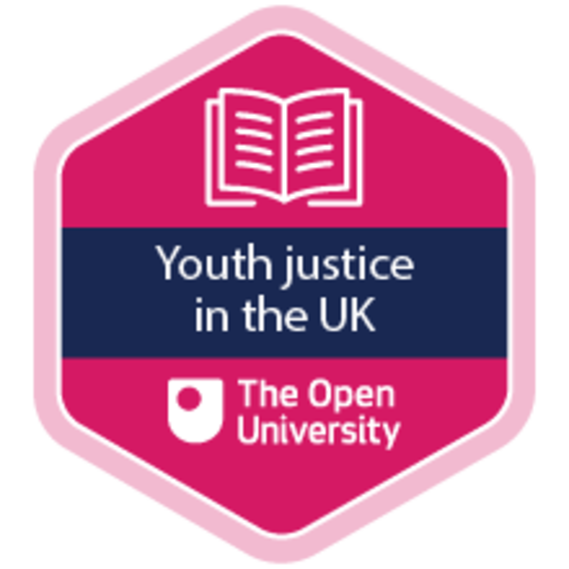 Youth justice
in the UK
The Open
University